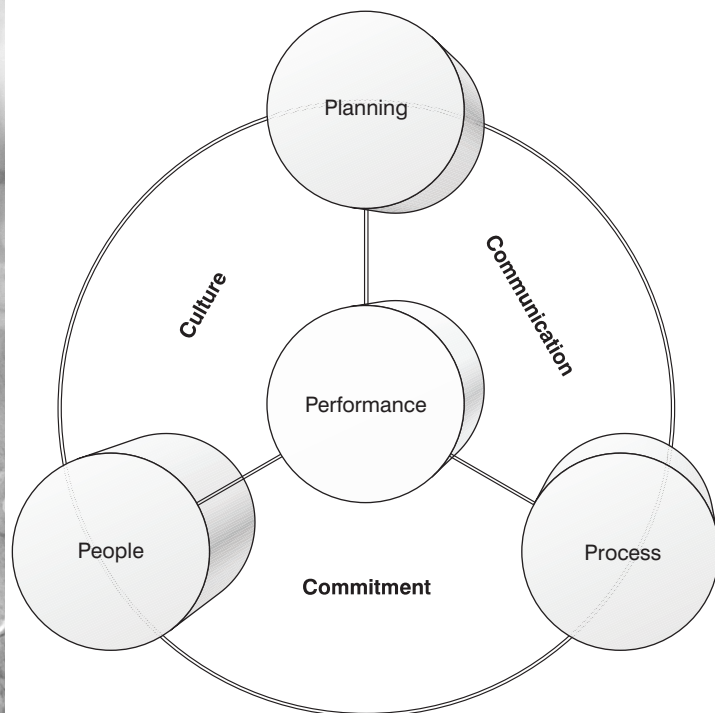 Planning
Culture
Communication
Performance
People
Process
Commitment